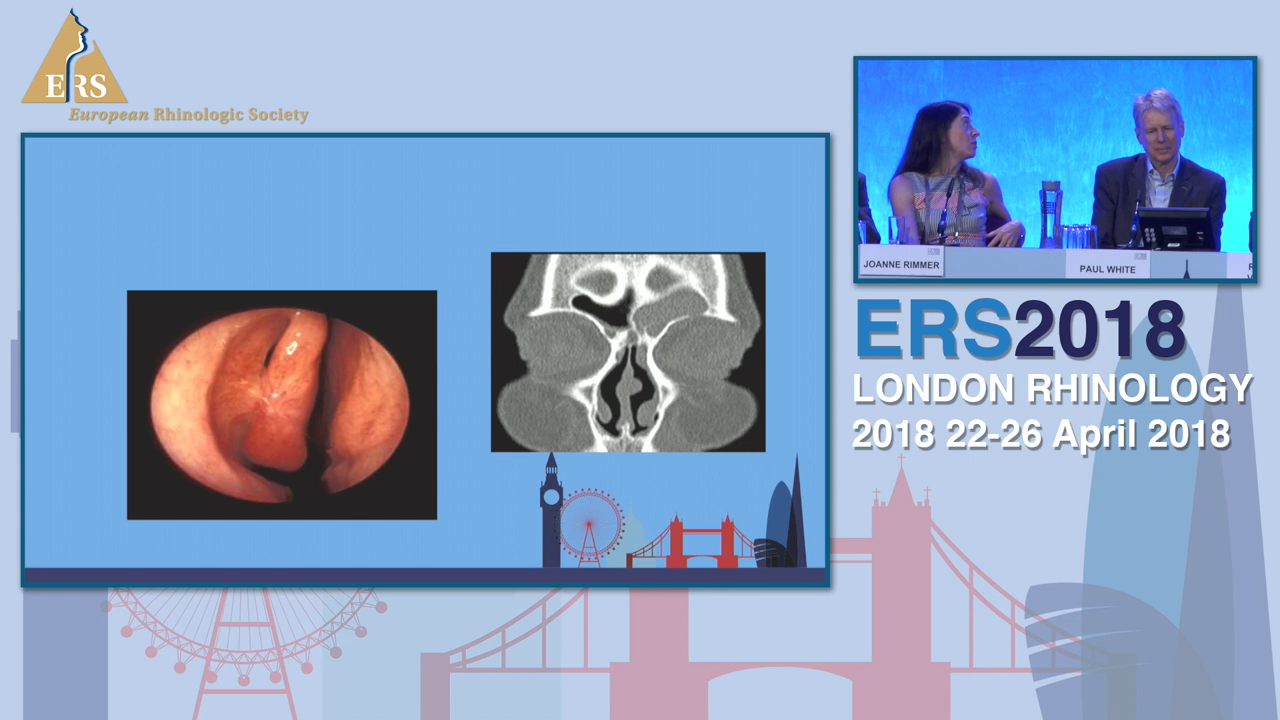 ERS
European Rhinologic Society
JOANNE RIMMER
PAUL WHITE
ERS2018
LONDON RHINOLOGY
2018 22-26 April 2018